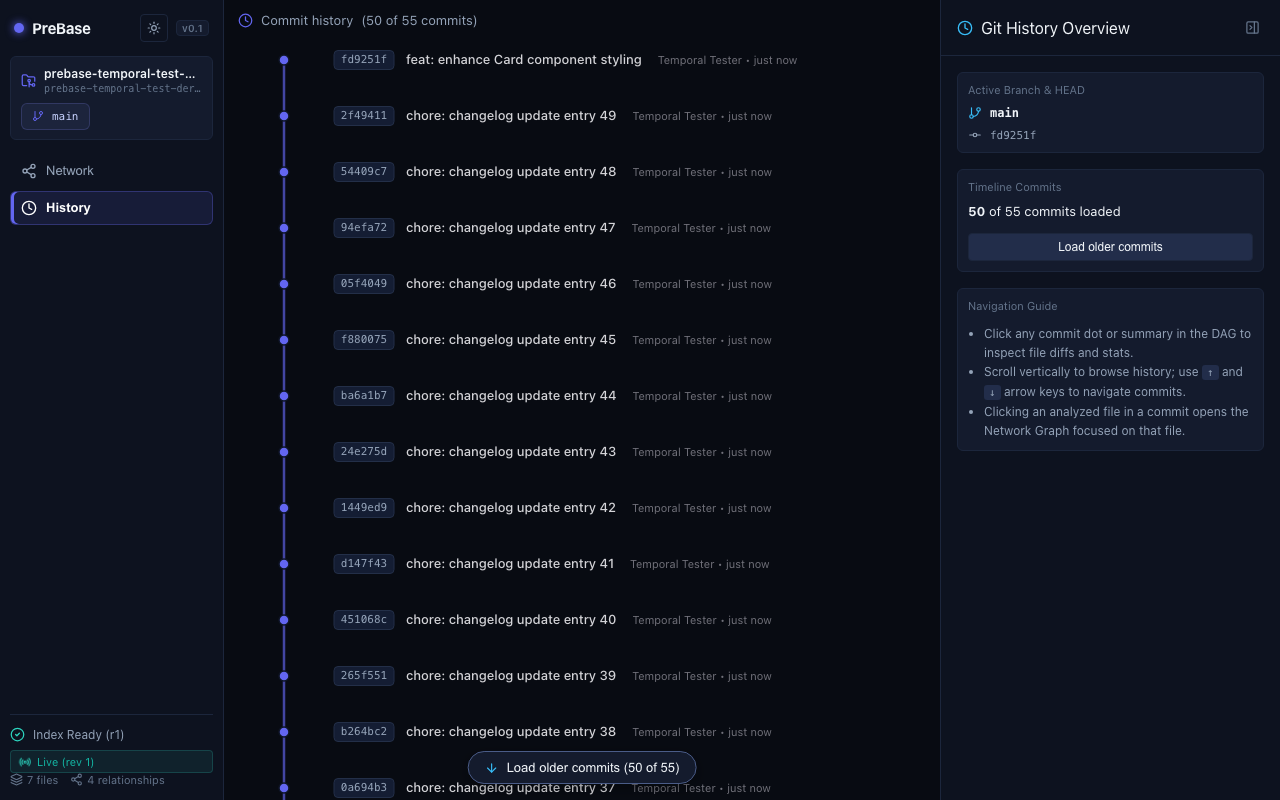 PreBase
v0.1
prebase-temporal-test-...
prebase-temporal-test-der...
main
Network
History
Index Ready (r1)
Live (rev 1)
7 files 4 relationships
Commit history (50 of 55 commits)
fd9251f feat: enhance Card component styling Temporal Tester • just now
2f49411 chore: changelog update entry 49 Temporal Tester • just now
54409c7 chore: changelog update entry 48 Temporal Tester • just now
94efa72 chore: changelog update entry 47 Temporal Tester • just now
05f4049 chore: changelog update entry 46 Temporal Tester • just now
f880075 chore: changelog update entry 45 Temporal Tester • just now
ba6a1b7 chore: changelog update entry 44 Temporal Tester • just now
24e275d chore: changelog update entry 43 Temporal Tester • just now
1449ed9 chore: changelog update entry 42 Temporal Tester • just now
d147f43 chore: changelog update entry 41 Temporal Tester • just now
451068c chore: changelog update entry 40 Temporal Tester • just now
265f551 chore: changelog update entry 39 Temporal Tester • just now
b264bc2 chore: changelog update entry 38 Temporal Tester • just now
Load older commits (50 of 55)
0a694b3 chore: changelog update entry 37 Temporal Tester • just now
Git History Overview
Active Branch & HEAD
main
fd9251f
Timeline Commits
50 of 55 commits loaded
Load older commits
Navigation Guide
• Click any commit dot or summary in the DAG to
inspect file diffs and stats.
• Scroll vertically to browse history; use ↑ and
↓ arrow keys to navigate commits.
• Clicking an analyzed file in a commit opens the
Network Graph focused on that file.